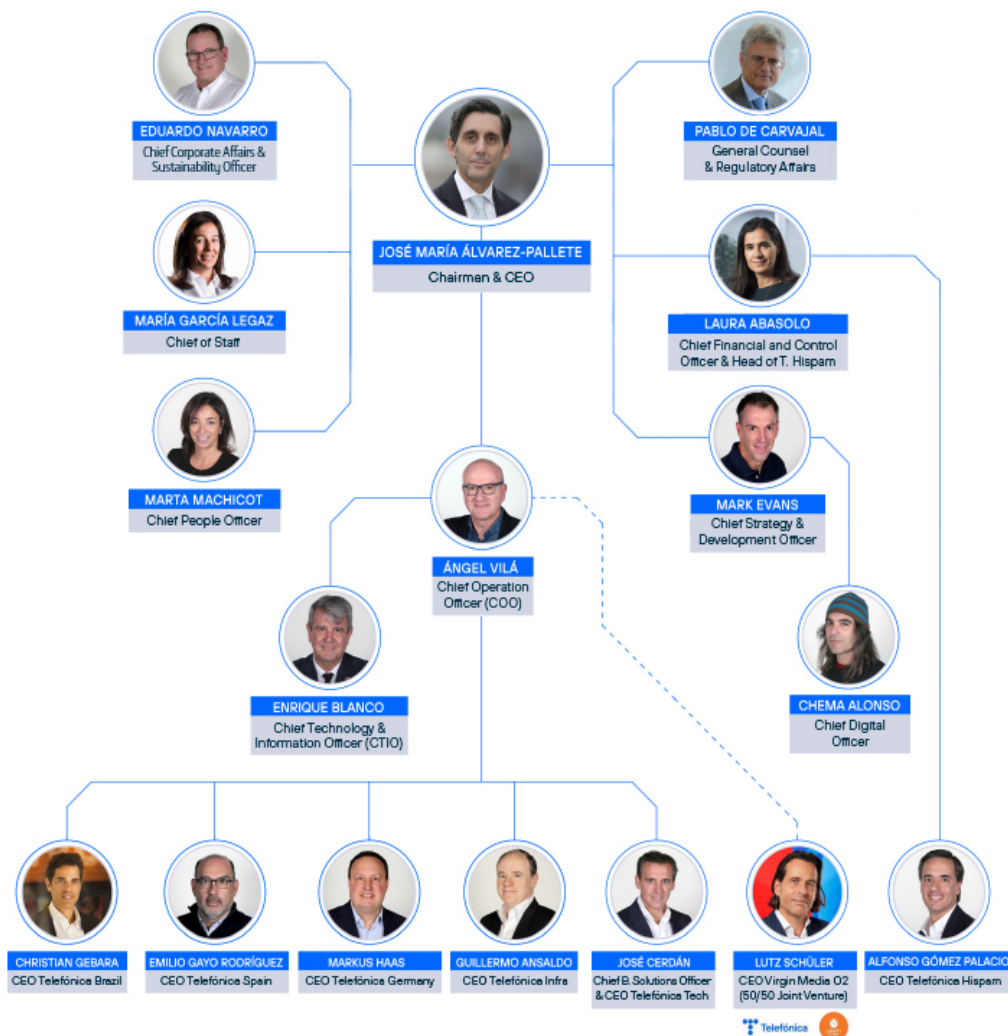 EDUARDO NAVARRO
Chief Corporate Affairs &
Sustainability Officer
PABLO DE CARVAJAL
General Counsel
& Regulatory Affairs
JOSÉ MARÍA ÁLVAREZ-PALLETE
Chairman & CEO
MARÍA GARCÍA LEGAZ
Chief of Staff
LAURA ABASOLO
Chief Financial and Control
Officer & Head of T. Hispam
MARTA MACHICOT
Chief People Officer
MARK EVANS
Chief Strategy &
Development Officer
ÁNGEL VILÁ
Chief Operation
Officer (COO)
ENRIQUE BLANCO
Chief Technology &
Information Officer (CTIO)
CHEMA ALONSO
Chief Digital
Officer
CHRISTIAN GEBARA
CEO Telefónica Brazil
EMILIO GAYO RODRÍGUEZ
CEO Telefónica Spain
MARKUS HAAS
CEO Telefónica Germany
GUILLERMO ANSALDO
CEO Telefónica Infra
JOSÉ CERDÁN
Chief B. Solutions Officer
& CEO Telefónica Tech
LUTZ SCHÜLER
CEO Virgin Media O2
(50/50 Joint Venture)
ALFONSO GÓMEZ PALACIO
CEO Telefónica Hispam
Telefónica